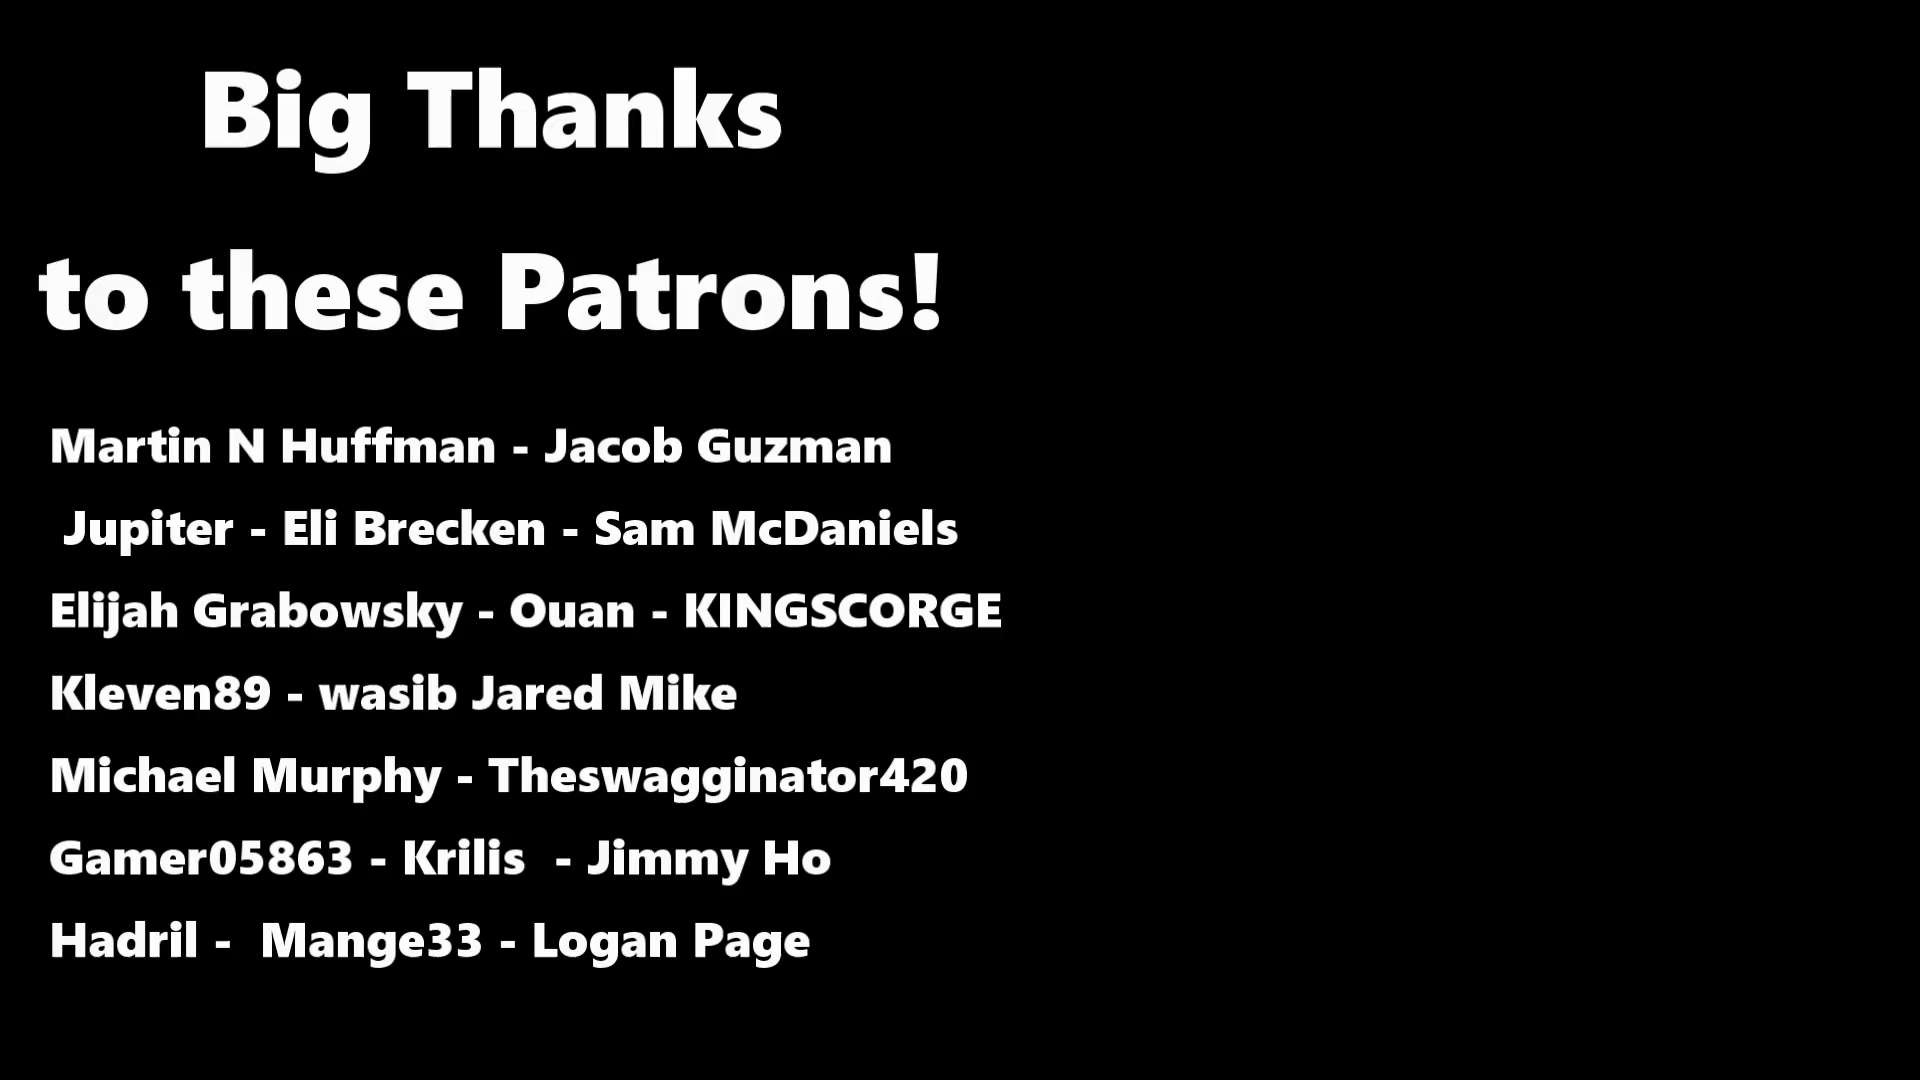 Big Thanks
to these Patrons!
Martin N Huffman - Jacob Guzman
Jupiter - Eli Brecken - Sam McDaniels
Elijah Grabowsky - Ouan - KINGSCORGE
Kleven89 - wasib Jared Mike
Michael Murphy - Theswagginator420
Gamer05863 - Krilis  - Jimmy Ho
Hadril -  Mange33 - Logan Page